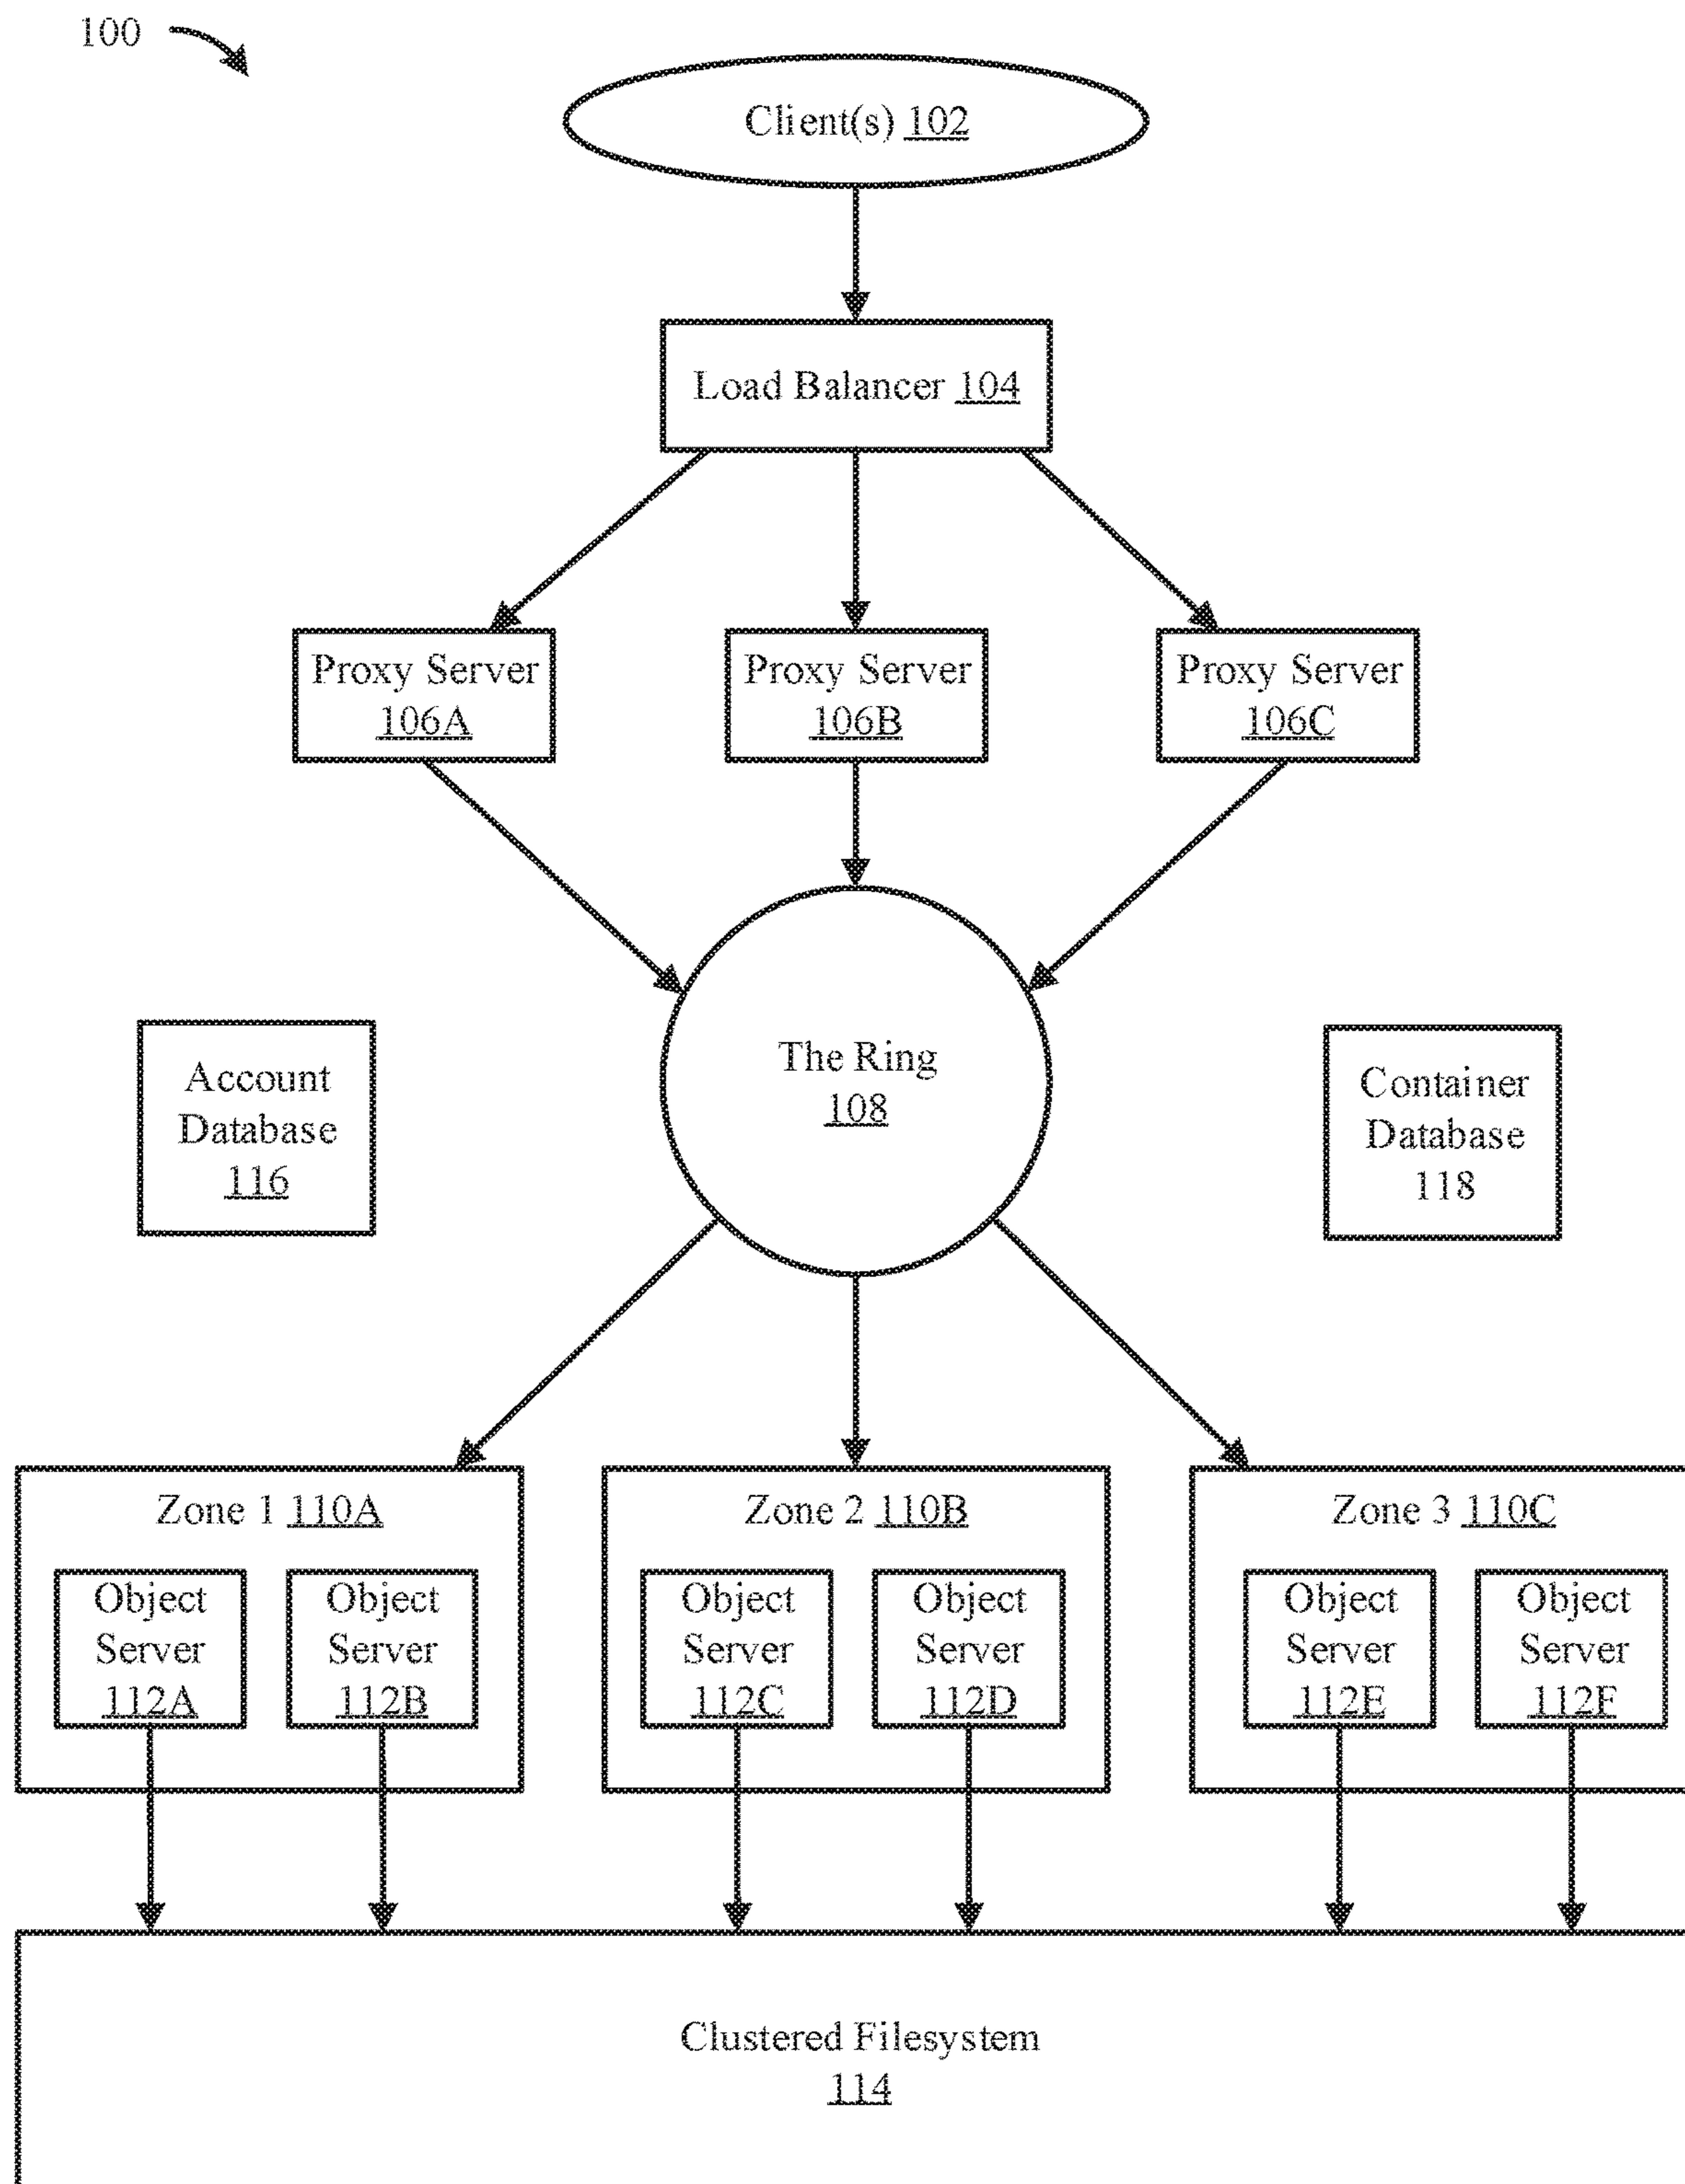 100
Client(s) 102
Load Balancer 104
Proxy Server
106A
Proxy Server
106B
Proxy Server
106C
The Ring
108
Account
Database
116
Container
Database
118
Zone 1 110A
Object
Server
112A
Object
Server
112B
Zone 2 110B
Object
Server
112C
Object
Server
112D
Zone 3 110C
Object
Server
112E
Object
Server
112F
Clustered Filesystem
114